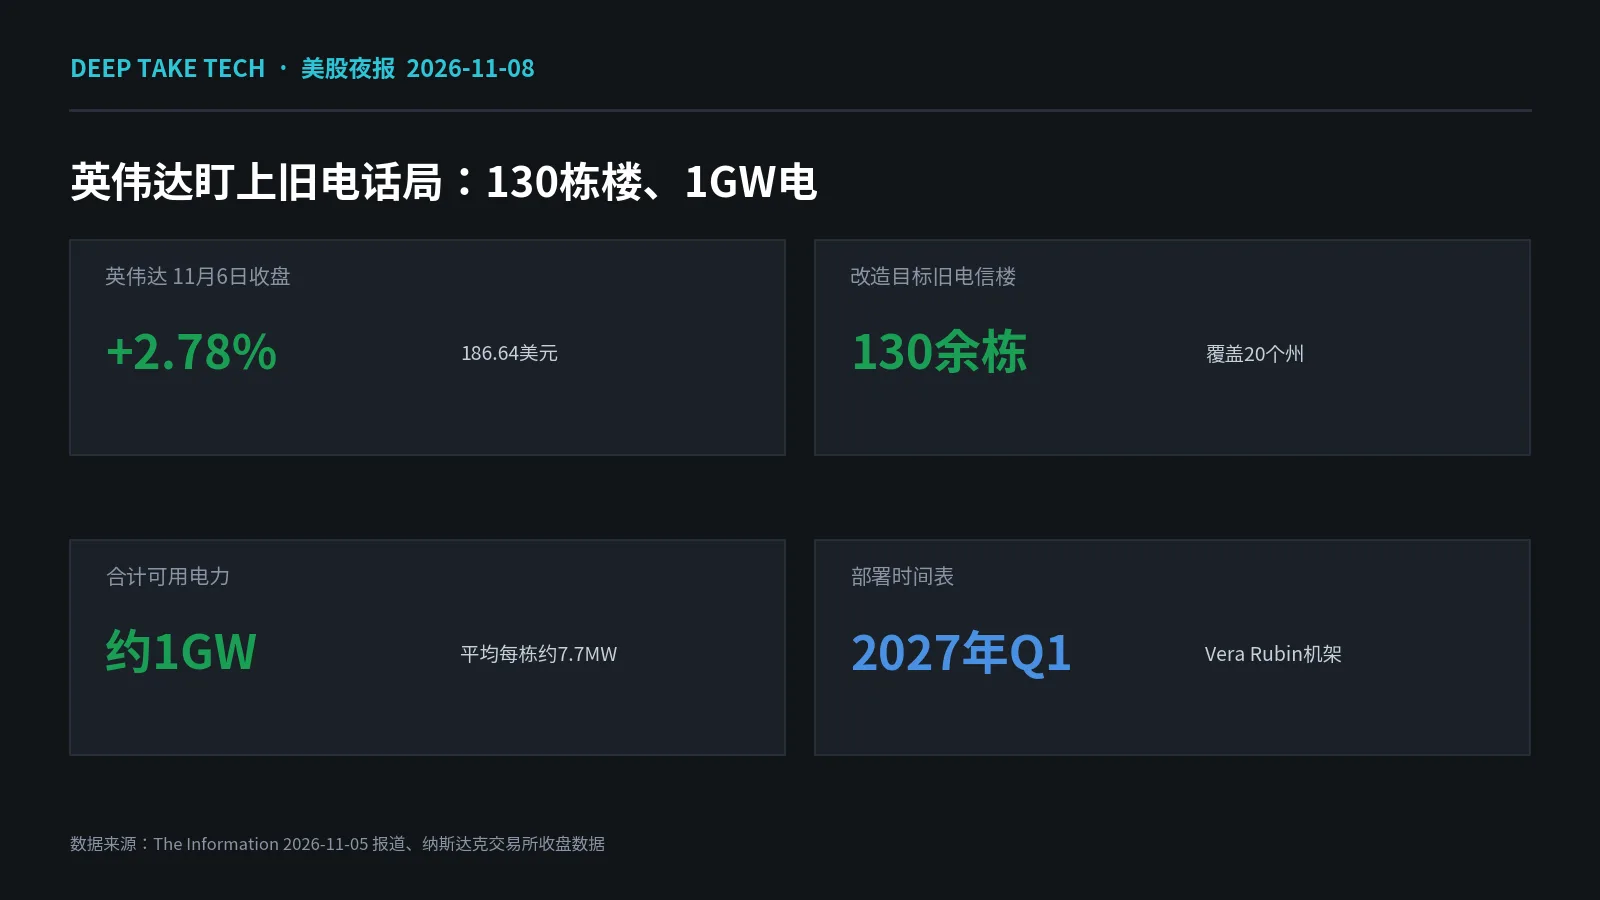 DEEP TAKE TECH · 美股夜报 2026-11-08
英伟达盯上旧电话局：130栋楼、1GW电
英伟达 11月6日收盘
+2.78%
186.64美元
改造目标旧电信楼
130余栋
覆盖20个州
合计可用电力
约1GW
平均每栋约7.7MW
部署时间表
2027年Q1
Vera Rubin机架
数据来源：The Information 2026-11-05 报道、纳斯达克交易所收盘数据